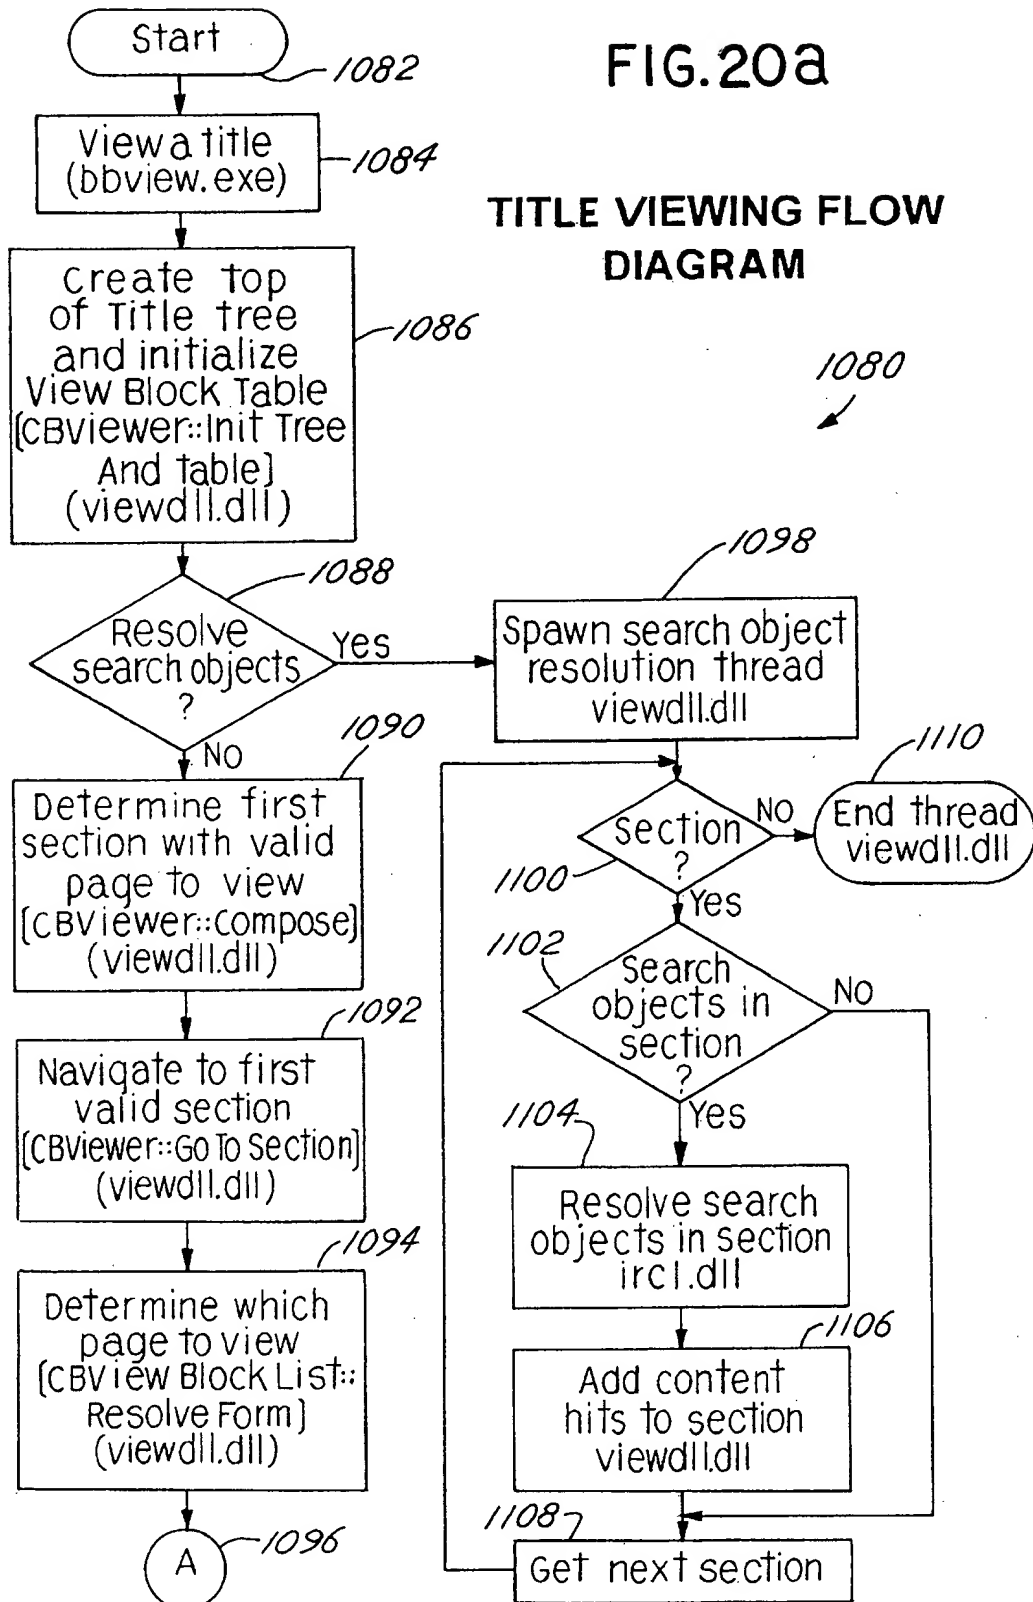 Start
1082
FIG.20a
View a title
(bbview.exe)
1084
TITLE VIEWING FLOW
DIAGRAM
Create top
of Title tree
and initialize
View Block Table
[CBViewer::Init Tree
And Table]
(viewdll.dll)
1086
1080
1088
Resolve
search objects
?
Yes
No
1098
Spawn search object
resolution thread
viewdll.dll
1090
Determine first
section with valid
page to view
[CBViewer::Compose]
(viewdll.dll)
1110
Section
?
No
End thread
viewdll.dll
1100
Yes
1102
Search
objects in
section
?
No
Yes
1092
Navigate to first
valid section
[CBViewer::Go To Section]
(viewdll.dll)
1104
Resolve search
objects in section
ircl.dll
1094
Determine which
page to view
[CBView Block List::
Resolve Form]
(viewdll.dll)
1106
Add content
hits to section
viewdll.dll
1108
Get next section
A
1096